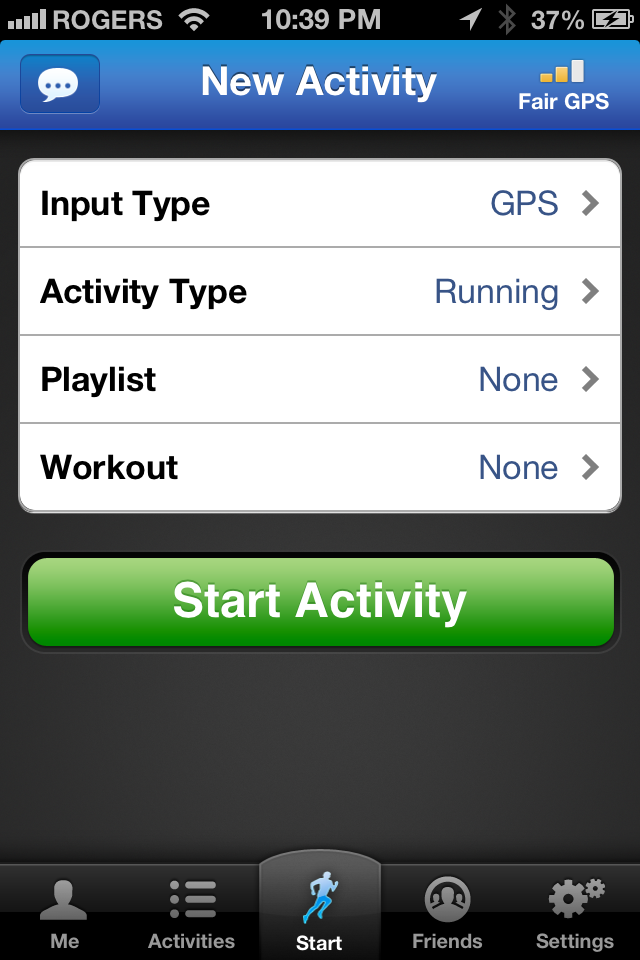 ROGERS 10:39 PM 37%
New Activity
Fair GPS
Input Type GPS
Activity Type Running
Playlist None
Workout None
Start Activity
Me Activities Start Friends Settings